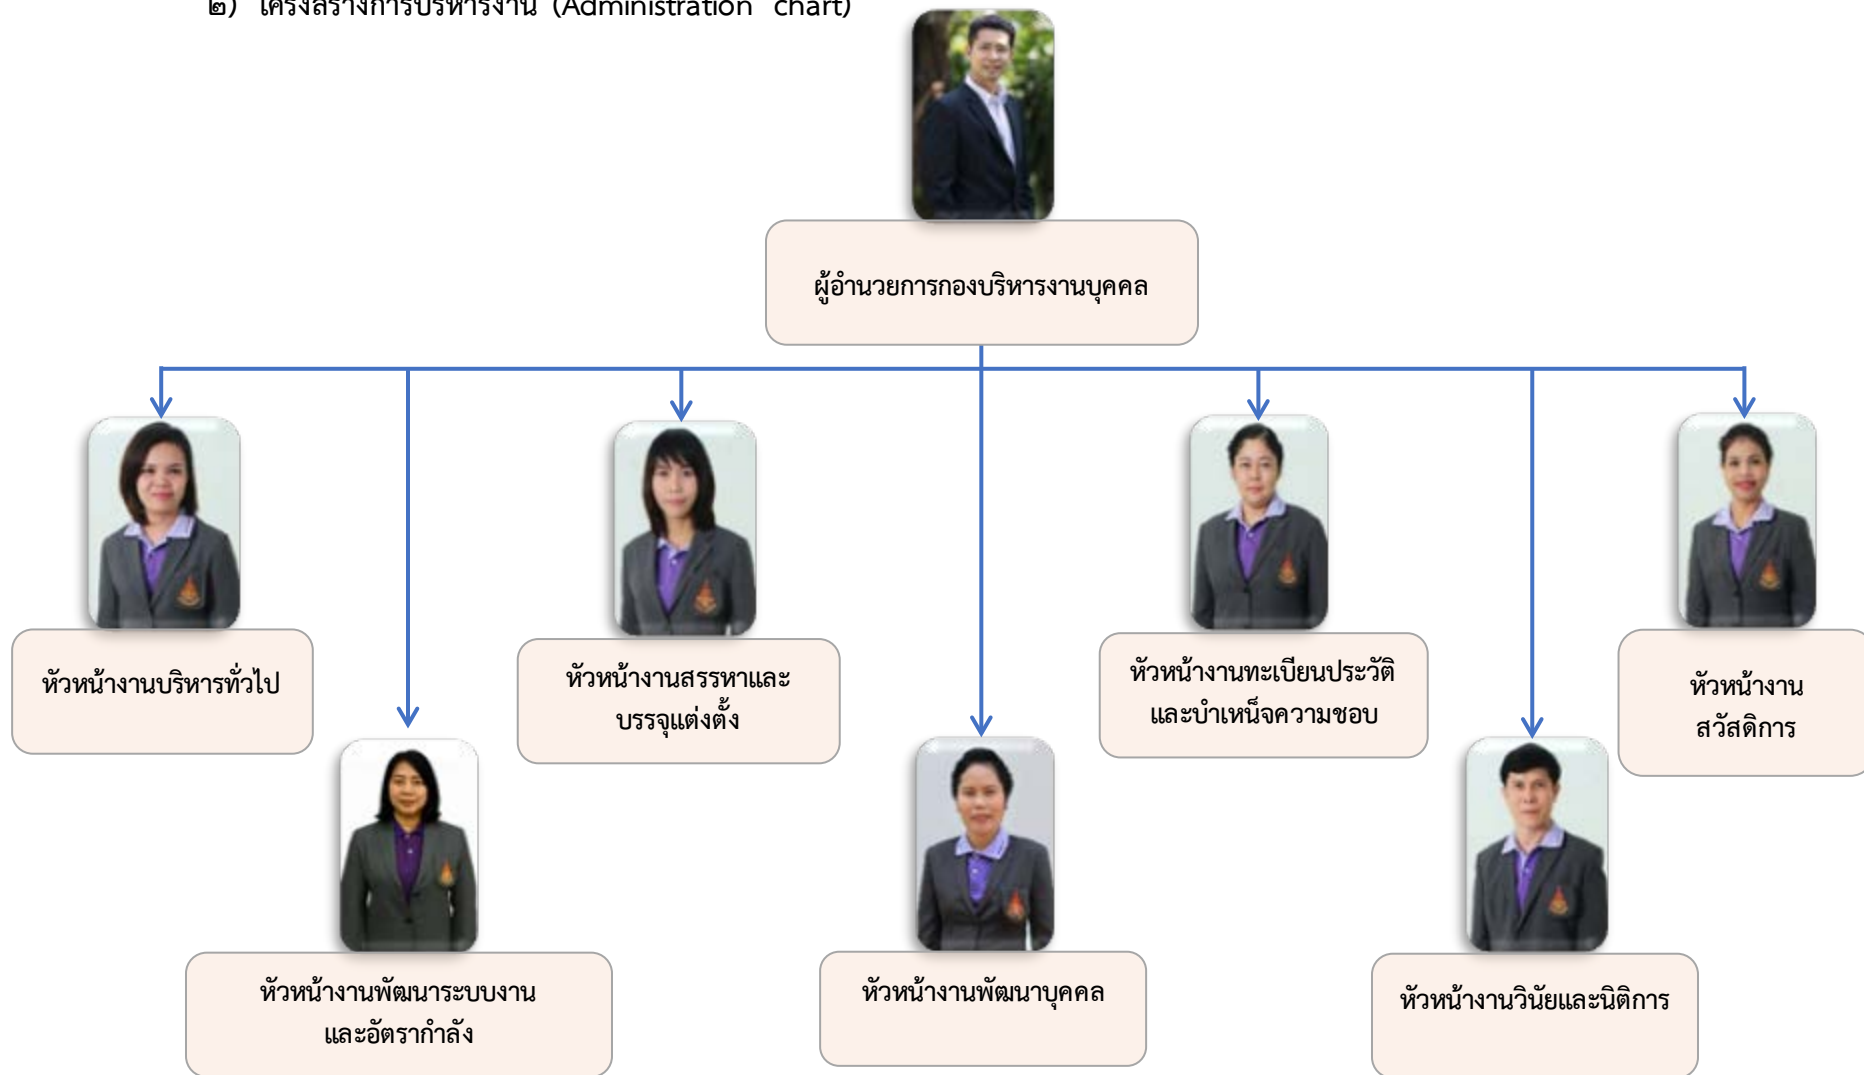 ๒) โครงสร้างการบริหารงาน (Administration chart)
ผู้อำนวยการกองบริหารงานบุคคล
หัวหน้างานบริหารทั่วไป
หัวหน้างานสรรหาและ
บรรจุแต่งตั้ง
หัวหน้างานทะเบียนประวัติ
และบำเหน็จความชอบ
หัวหน้างาน
สวัสดิการ
หัวหน้างานพัฒนาระบบงาน
และอัตรากำลัง
หัวหน้างานพัฒนาบุคคล
หัวหน้างานวินัยและนิติการ